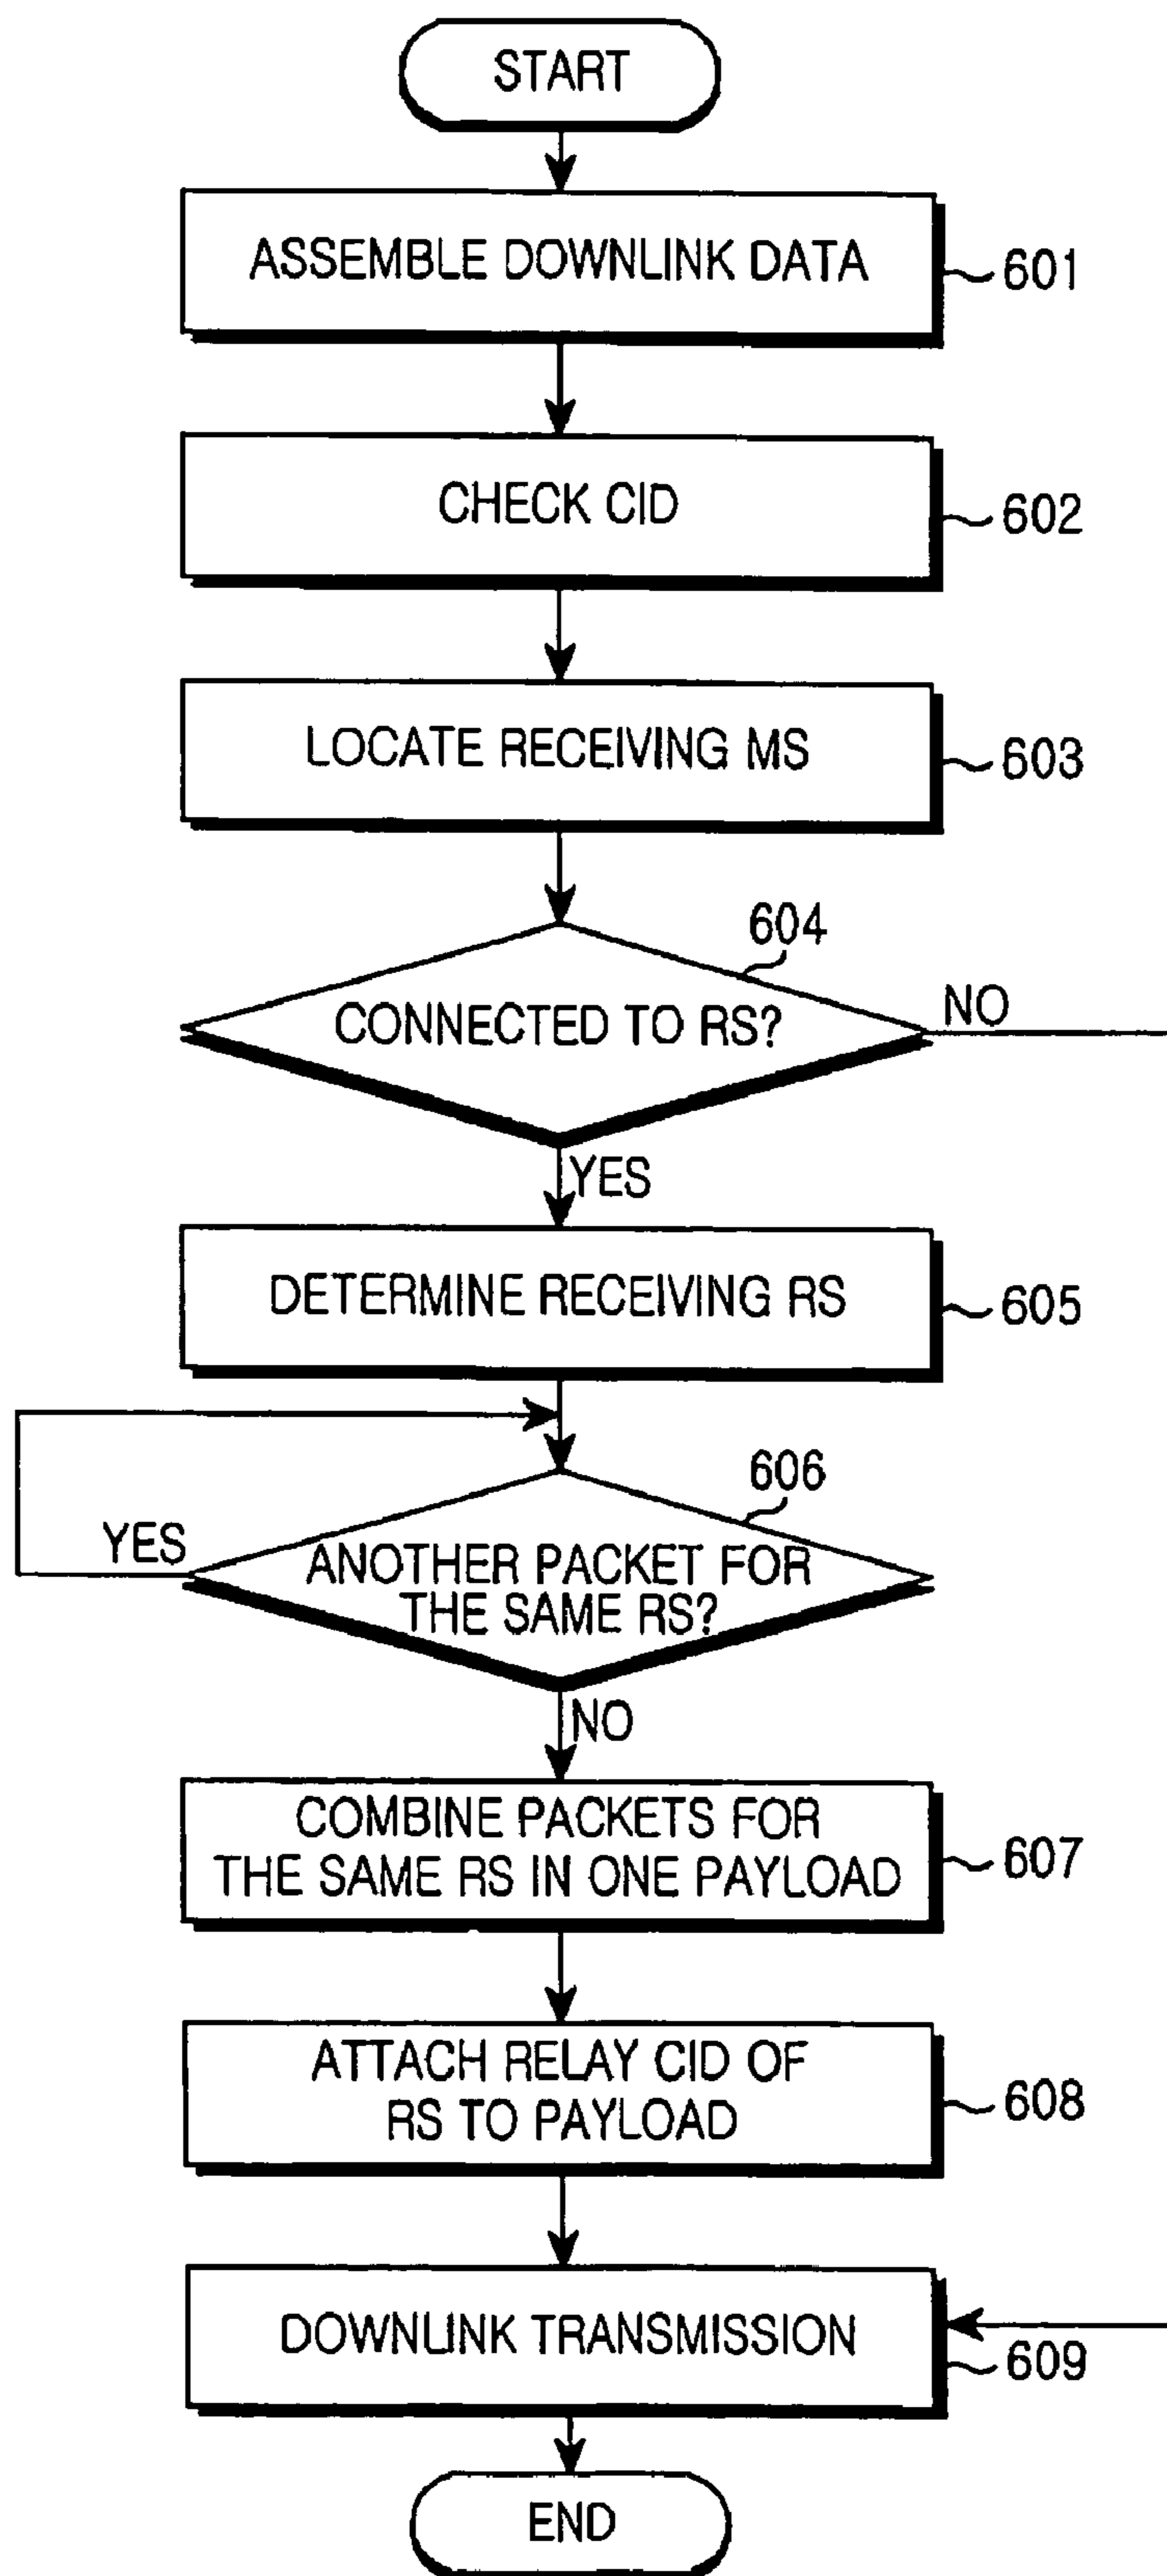 START
ASSEMBLE DOWNLINK DATA
601
CHECK CID
602
LOCATE RECEIVING MS
603
604
CONNECTED TO RS?
NO
YES
DETERMINE RECEIVING RS
605
606
YES
ANOTHER PACKET FOR
THE SAME RS?
NO
COMBINE PACKETS FOR
THE SAME RS IN ONE PAYLOAD
607
ATTACH RELAY CID OF
RS TO PAYLOAD
608
DOWNLINK TRANSMISSION
609
END